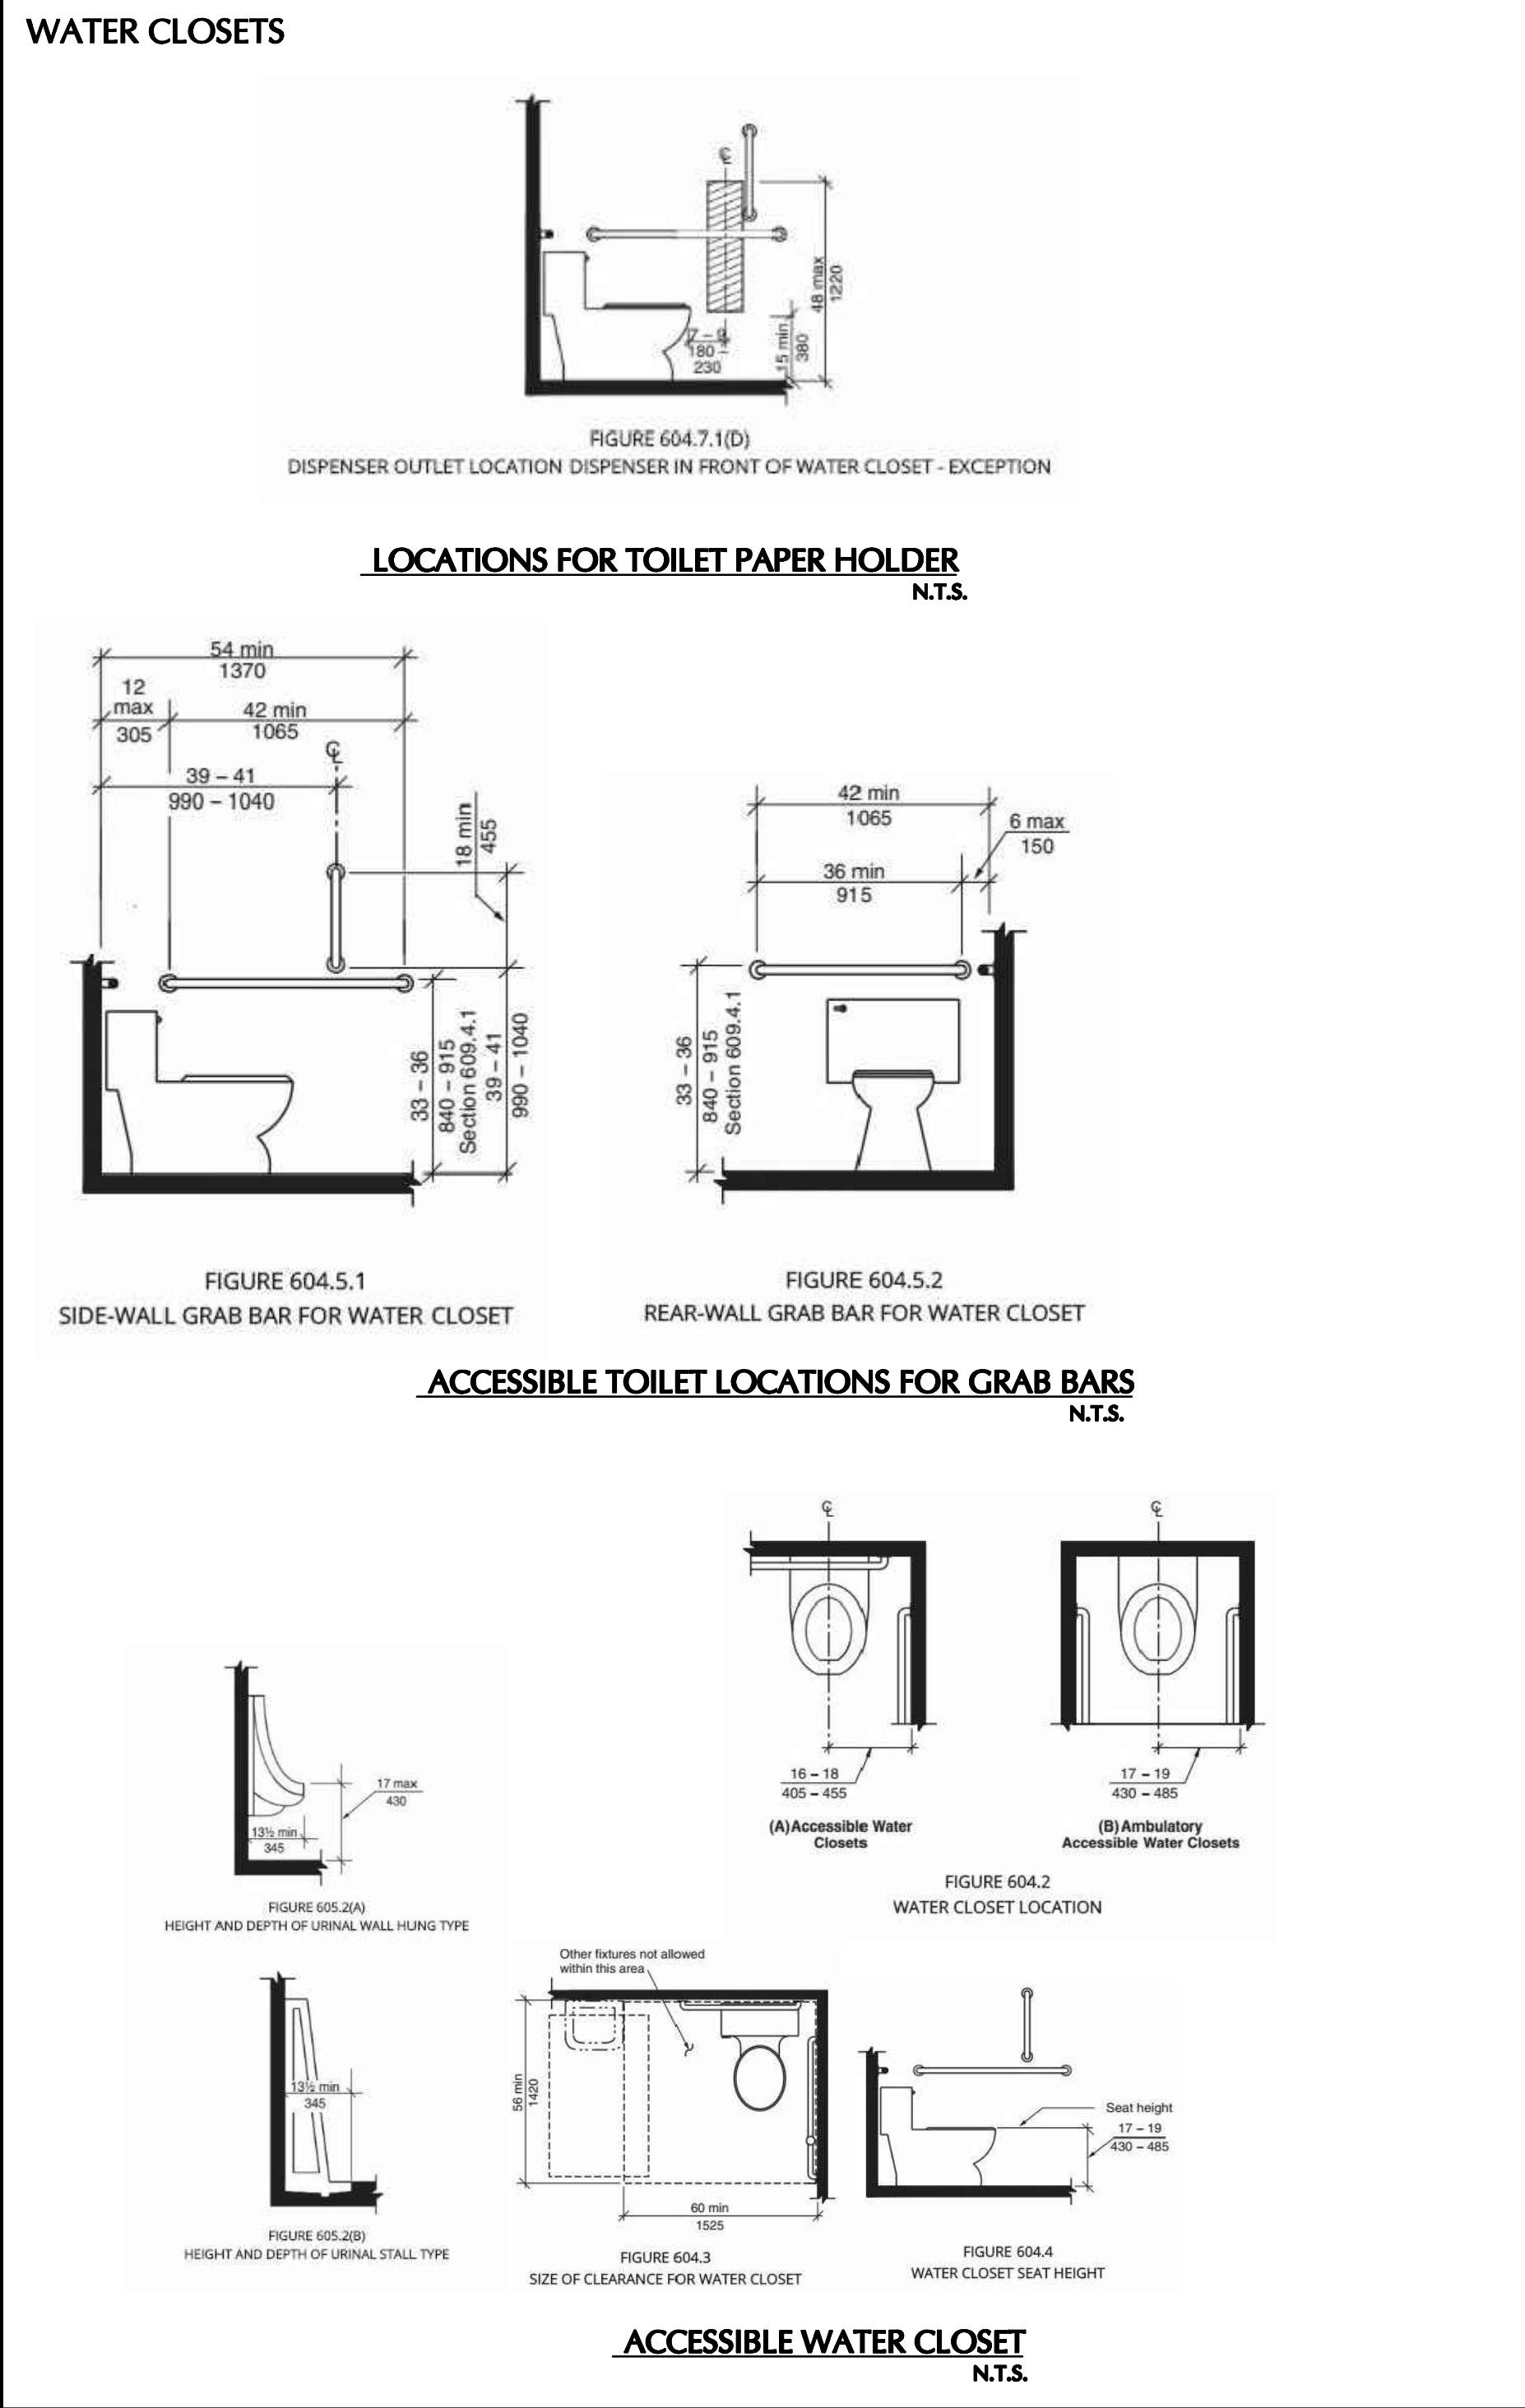 WATER CLOSETS
℄
48 max
1220
15 min
380
180 –
230
FIGURE 604.7.1(D)
DISPENSER OUTLET LOCATION DISPENSER IN FRONT OF WATER CLOSET - EXCEPTION
LOCATIONS FOR TOILET PAPER HOLDER
N.T.S.
54 min
1370
12
max
305
42 min
1065
℄
39 – 41
990 – 1040
18 min
455
33 – 36
840 – 915
Section 609.4.1
39 – 41
990 – 1040
FIGURE 604.5.1
SIDE-WALL GRAB BAR FOR WATER CLOSET
42 min
1065
6 max
150
36 min
915
33 – 36
840 – 915
Section 609.4.1
FIGURE 604.5.2
REAR-WALL GRAB BAR FOR WATER CLOSET
ACCESSIBLE TOILET LOCATIONS FOR GRAB BARS
N.T.S.
℄
16 – 18
405 – 455
(A)Accessible Water
Closets
℄
17 – 19
430 – 485
(B) Ambulatory
Accessible Water Closets
FIGURE 604.2
WATER CLOSET LOCATION
17 max
430
13½ min
345
FIGURE 605.2(A)
HEIGHT AND DEPTH OF URINAL WALL HUNG TYPE
13½ min
345
FIGURE 605.2(B)
HEIGHT AND DEPTH OF URINAL STALL TYPE
Other fixtures not allowed
within this area
56 min
1420
60 min
1525
FIGURE 604.3
SIZE OF CLEARANCE FOR WATER CLOSET
Seat height
17 – 19
430 – 485
FIGURE 604.4
WATER CLOSET SEAT HEIGHT
ACCESSIBLE WATER CLOSET
N.T.S.